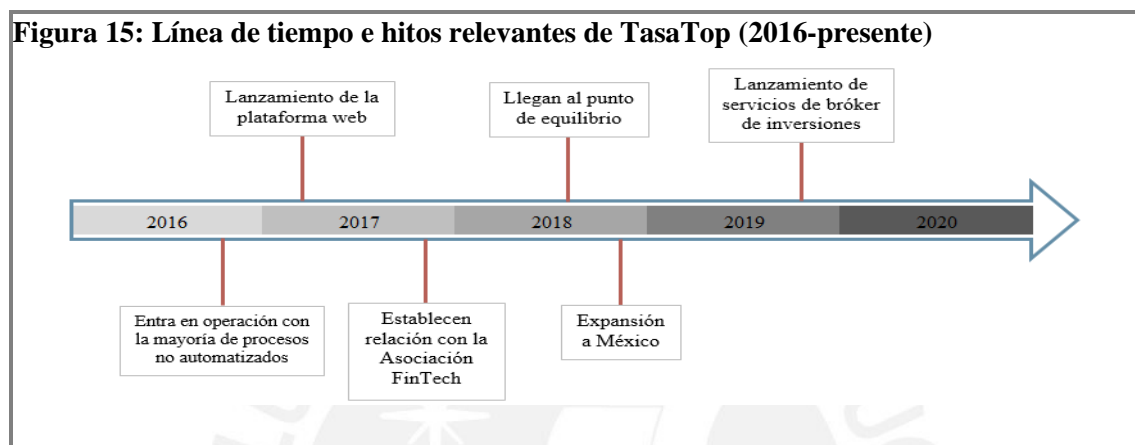 Figura 15: Línea de tiempo e hitos relevantes de TasaTop (2016-presente)
Lanzamiento de la
plataforma web
Llegan al punto
de equilibrio
Lanzamiento de
servicios de bróker
de inversiones
2016
2017
2018
2019
2020
Entra en operación con
la mayoría de procesos
no automatizados
Establecen
relación con la
Asociación
FinTech
Expansión
a México